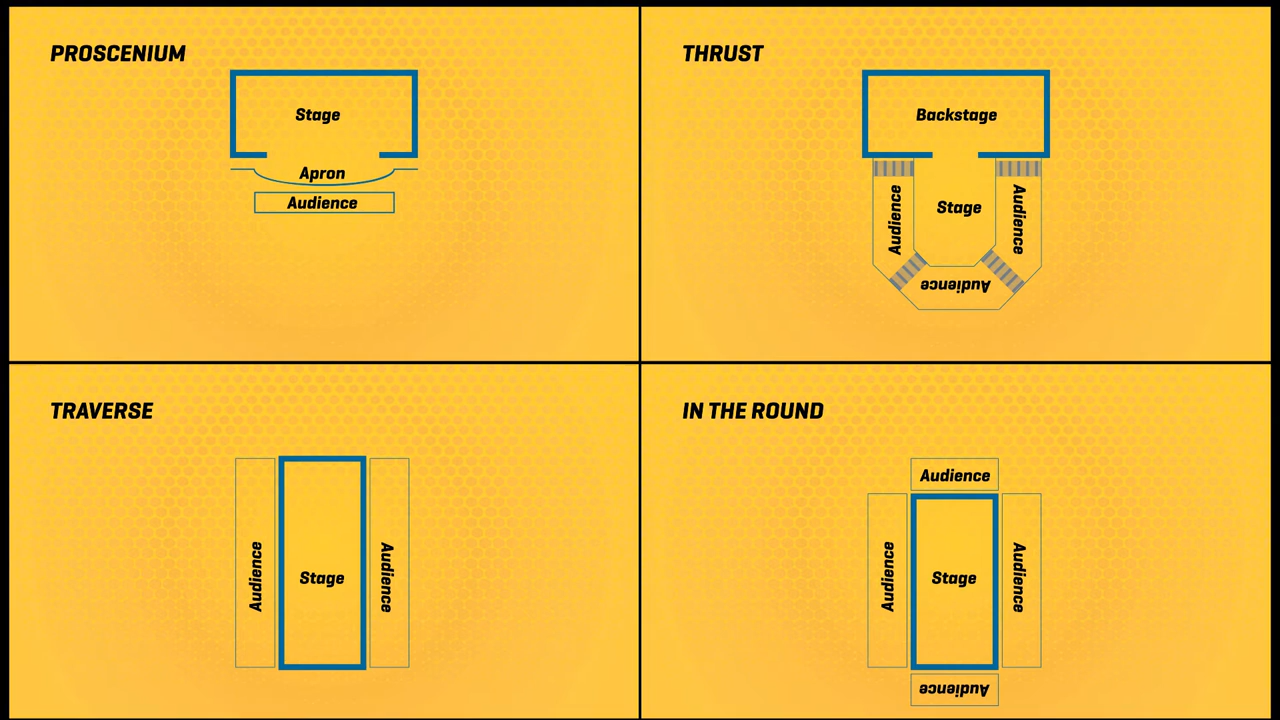 PROSCENIUM
Stage
Apron
Audience
THRUST
Backstage
Audience
Stage
Audience
Audience
TRAVERSE
Audience
Stage
Audience
IN THE ROUND
Audience
Audience
Stage
Audience
Audience